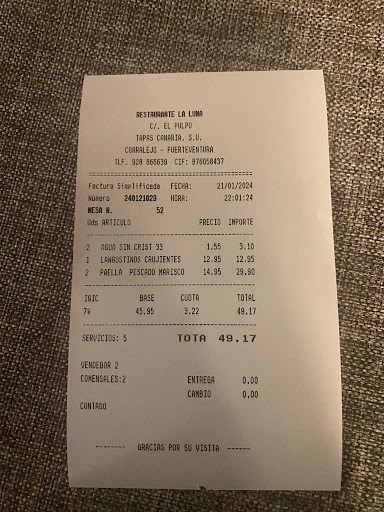 RESTAURANTE LA LUNA
C/. EL PULPO
TAPAS CANARIA, S.U.
CORRALEJO - FUERTEVENTURA
TLF. 928 866639 CIF: B76050437
Factura Simplificada FECHA: 21/01/2024
Número 240121029 HORA: 22:01:24
MESA N. 52
Uds ARTICULO PRECIO IMPORTE
2 AGUA SIN CRIST 33 1.55 3.10
1 LANGOSTINOS CRUJIENTES 12.95 12.95
2 PAELLA PESCADO MARISCO 14.95 29.90
IGIC BASE CUOTA TOTAL
7% 45.95 3.22 49.17
SERVICIOS: 5 TOTA 49.17
VENDEDOR 2
COMENSALES:2 ENTREGA 0.00
CAMBIO 0.00
CONTADO
-------- GRACIAS POR SU VISITA ------